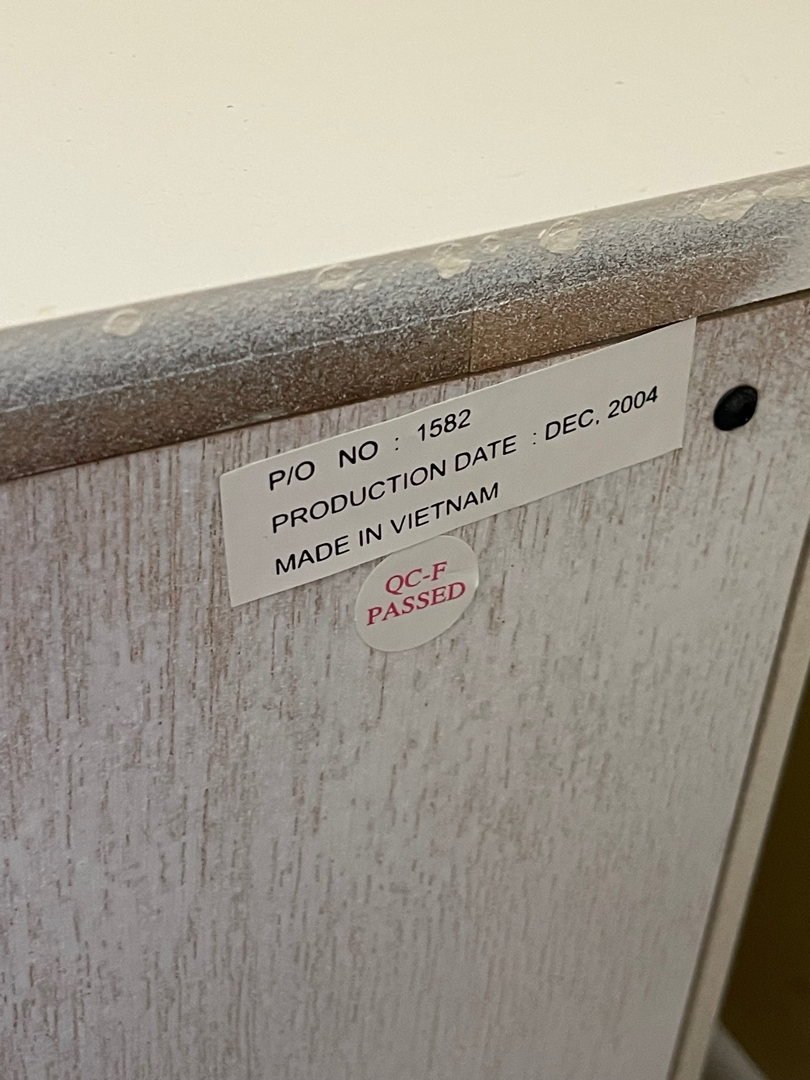 P/O NO : 1582
PRODUCTION DATE : DEC, 2004
MADE IN VIETNAM
QC-F
PASSED